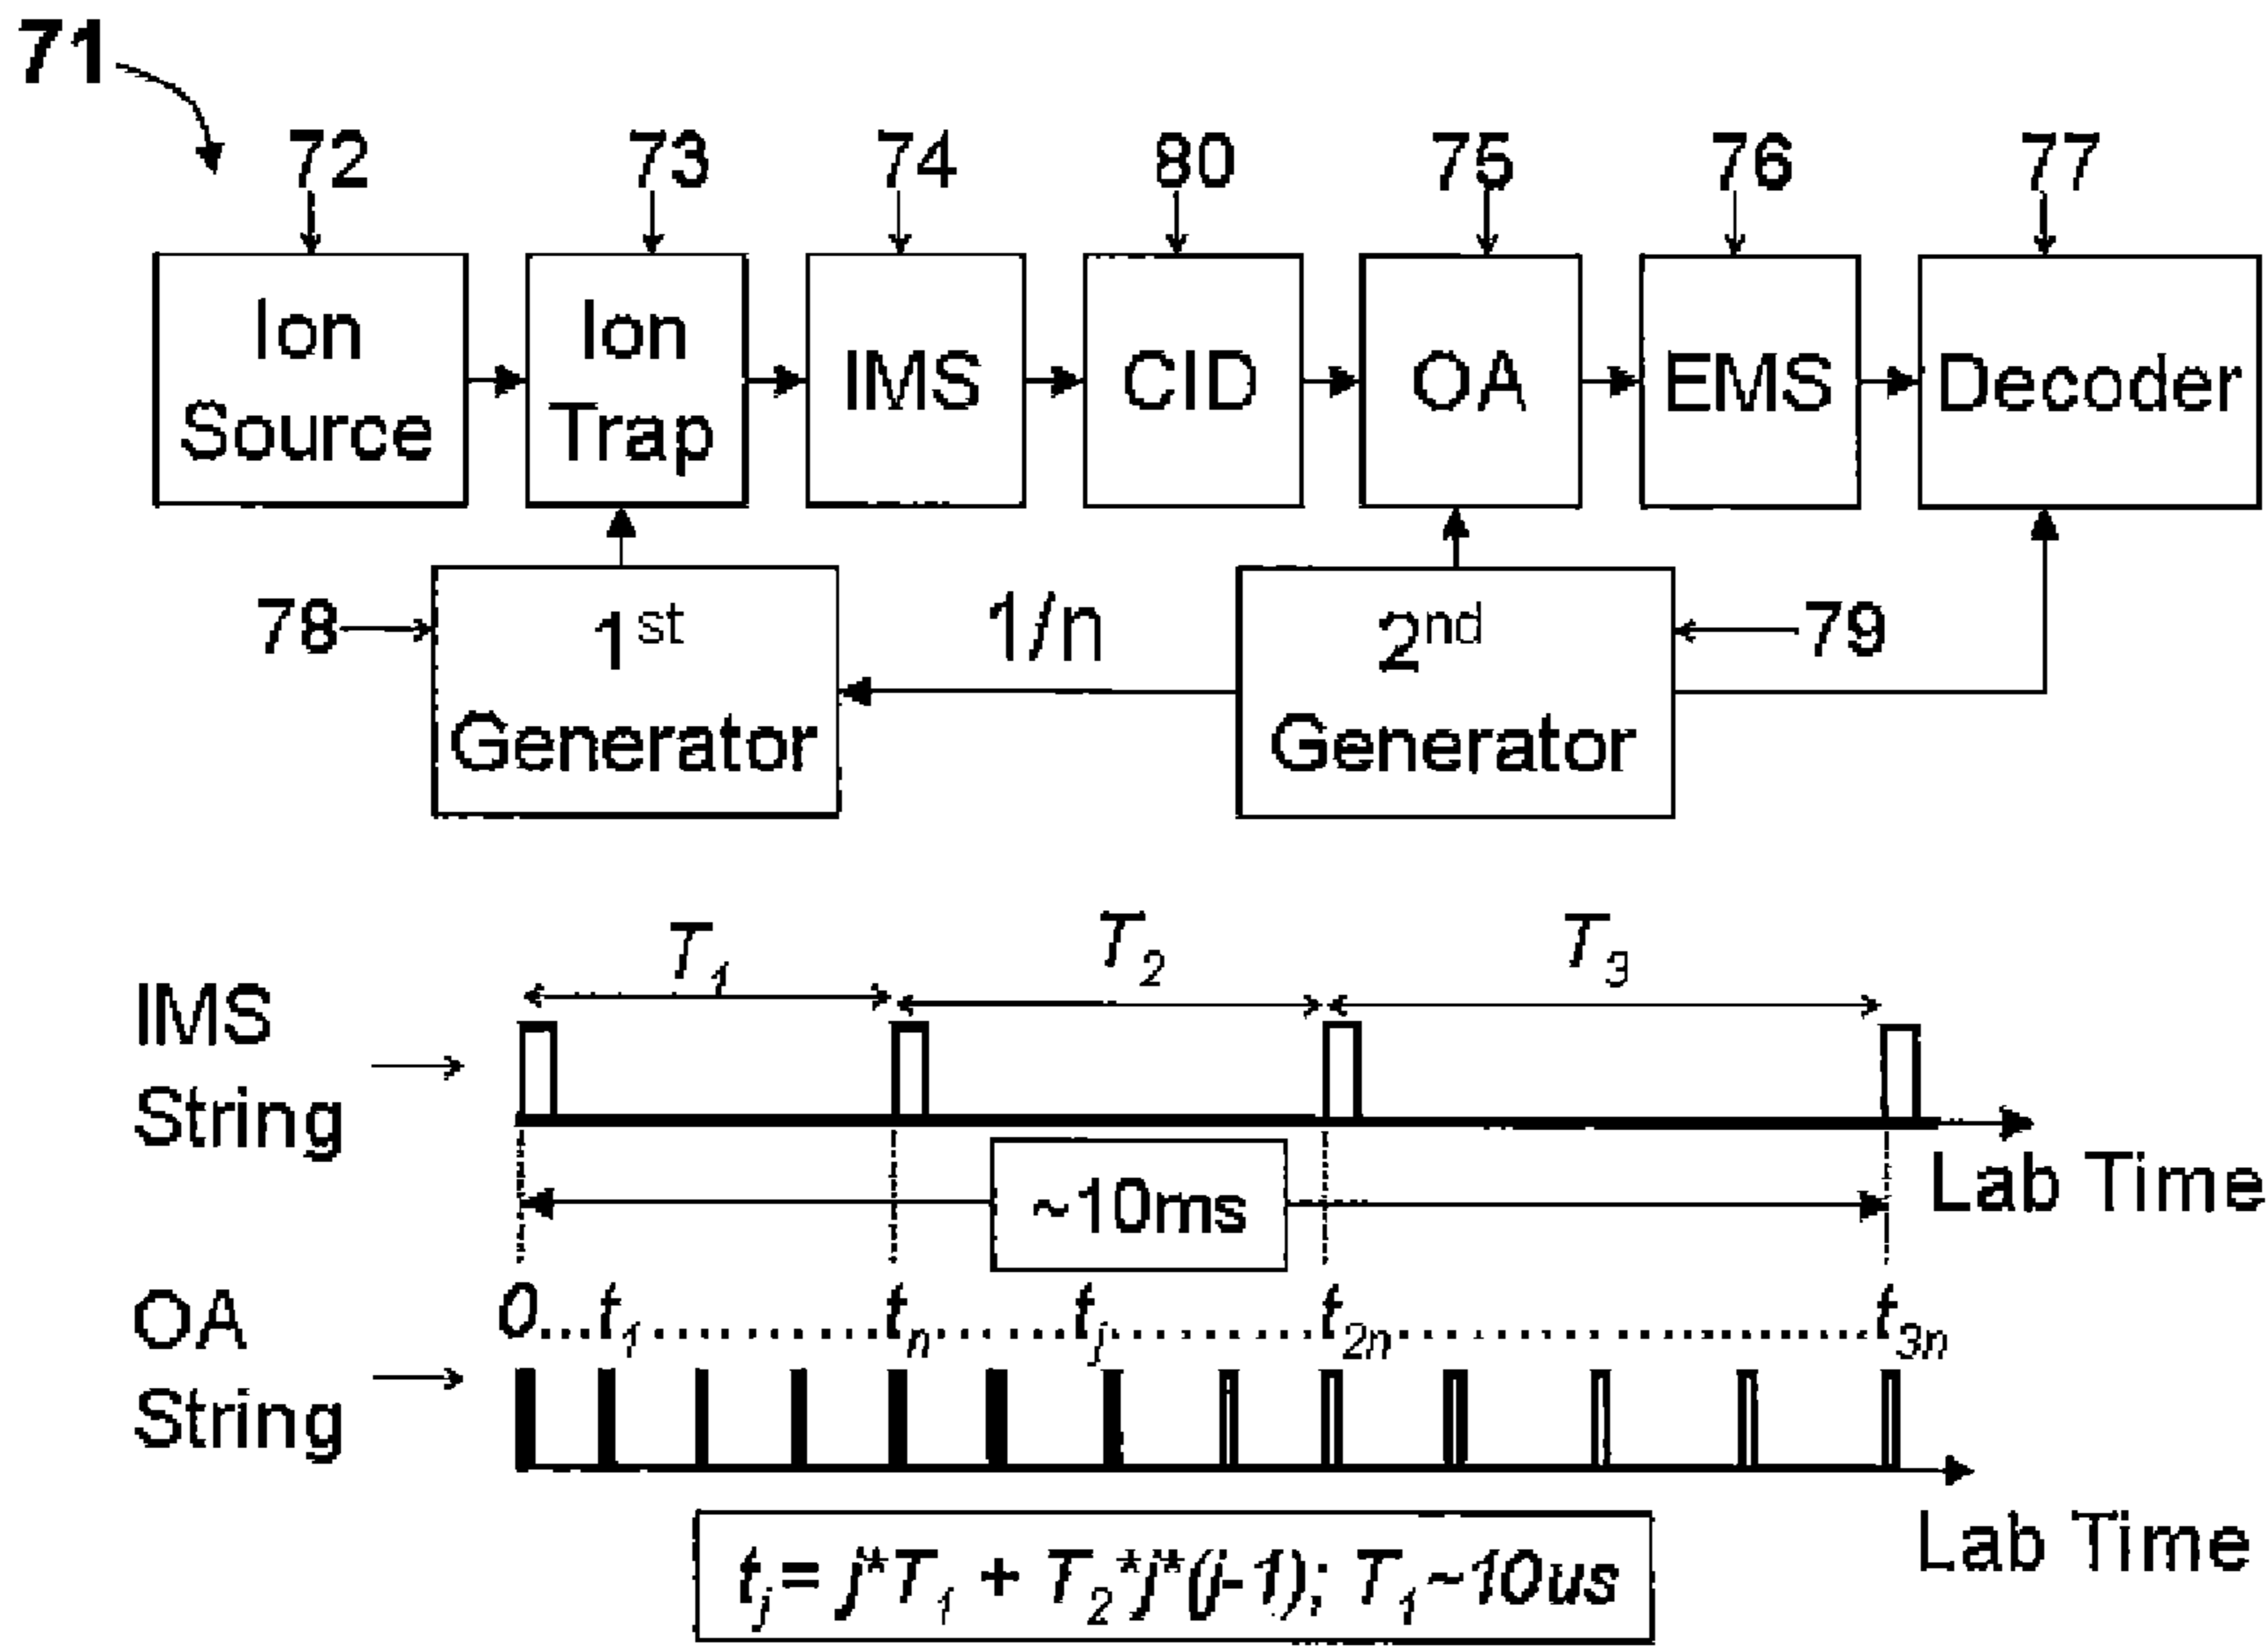 71
72 73 74 80 75 76 77
Ion Source
Ion Trap
IMS
CID
OA
EMS
Decoder
78
1st Generator
1/n
2nd Generator
79
T1 T2 T3
IMS String
Lab Time
~10ms
OA String
0...t1............tn........tj............t2n........................t3n
Lab Time
tj= j*T1 + T2*j*(j-1); T1~10us